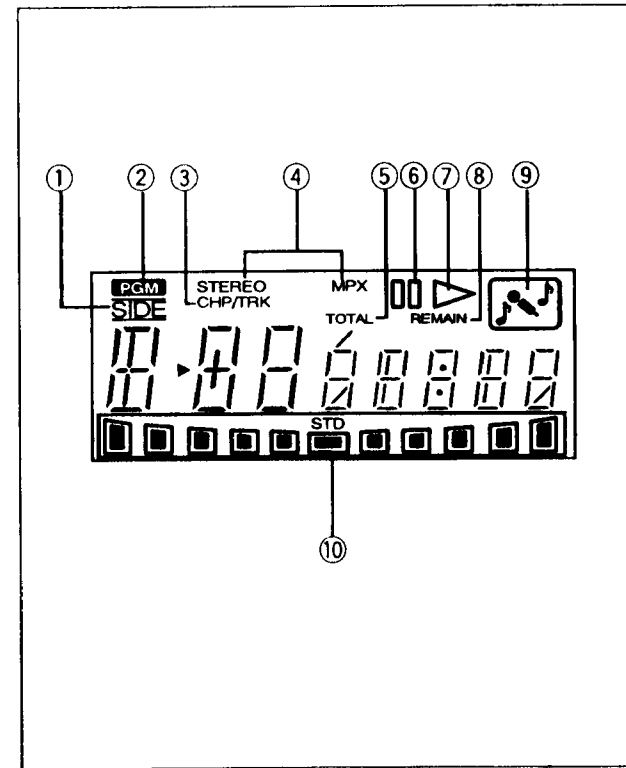 ① ② ③ ④ ⑤ ⑥ ⑦ ⑧ ⑨
PGM STEREO MPX
SIDE CHP/TRK TOTAL REMAIN
STD
⑩